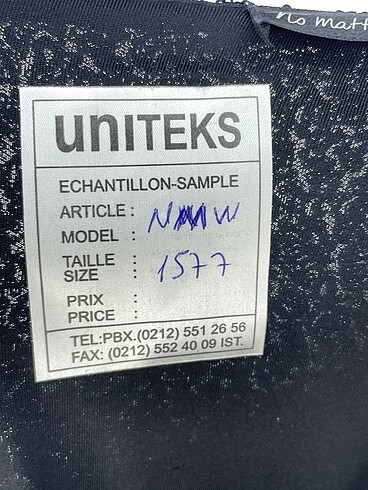 no matt
uniTEKS
ECHANTILLON-SAMPLE
ARTICLE :
MODEL :
TAILLE :
SIZE : 1577
PRIX :
PRICE :
TEL:PBX.(0212) 551 26 56
FAX: (0212) 552 40 09 IST.